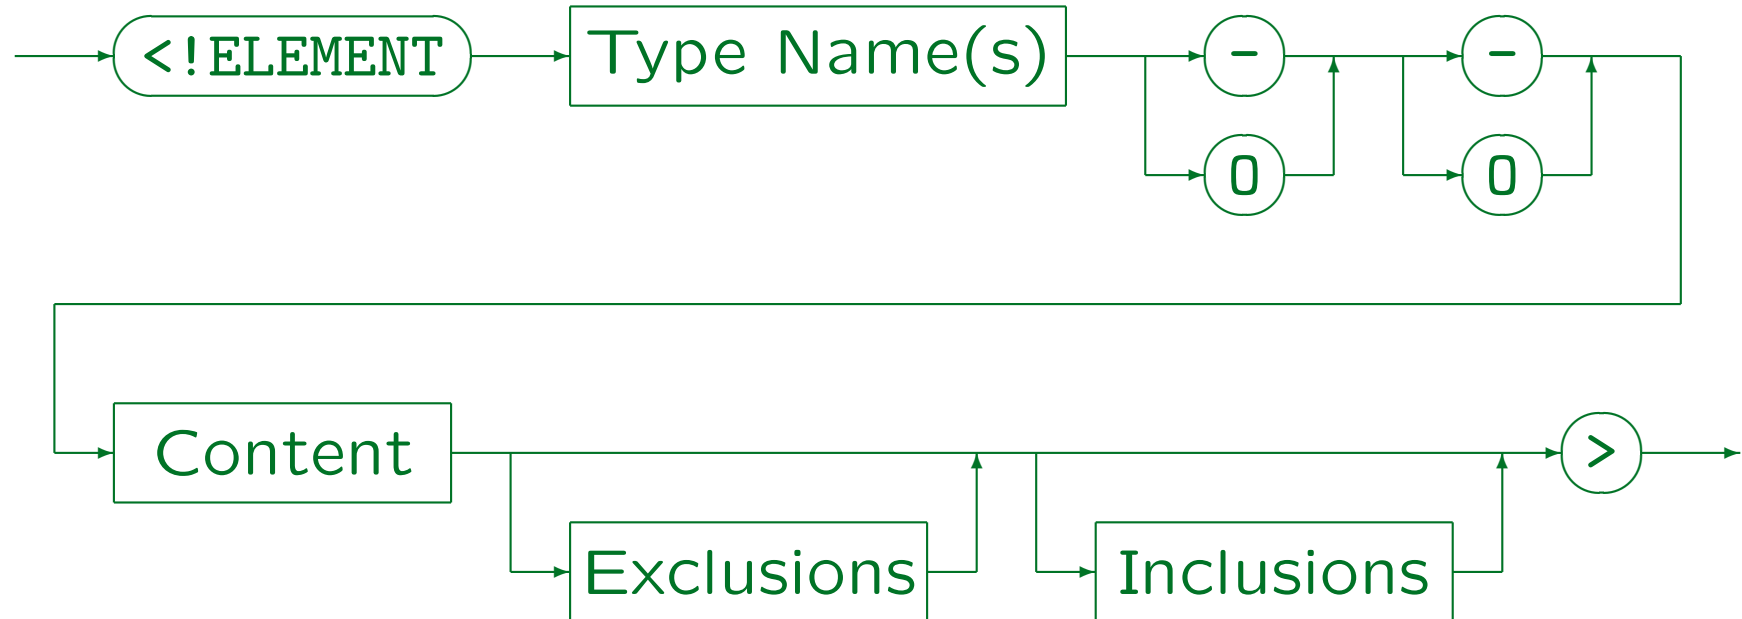 <!ELEMENT Type Name(s) - -
O O
Content >
Exclusions Inclusions